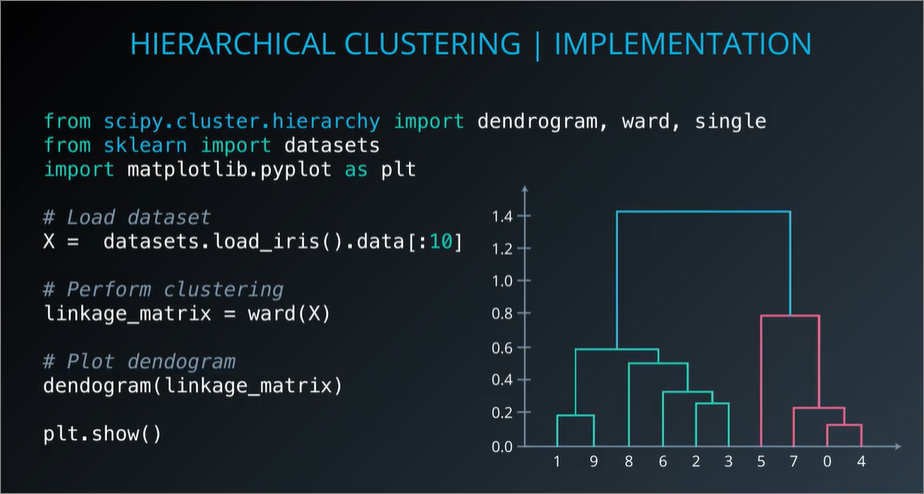 HIERARCHICAL CLUSTERING | IMPLEMENTATION
from scipy.cluster.hierarchy import dendrogram, ward, single
from sklearn import datasets
import matplotlib.pyplot as plt
# Load dataset
X =  datasets.load_iris().data[:10]
# Perform clustering
linkage_matrix = ward(X)
# Plot dendogram
dendogram(linkage_matrix)
plt.show()
1.4
1.2
1.0
0.8
0.6
0.4
0.2
0.0
1 9 8 6 2 3 5 7 0 4